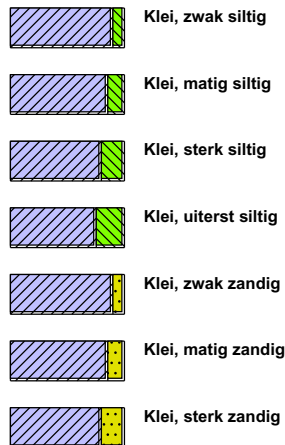 Klei, zwak siltig
Klei, matig siltig
Klei, sterk siltig
Klei, uiterst siltig
Klei, zwak zandig
Klei, matig zandig
Klei, sterk zandig